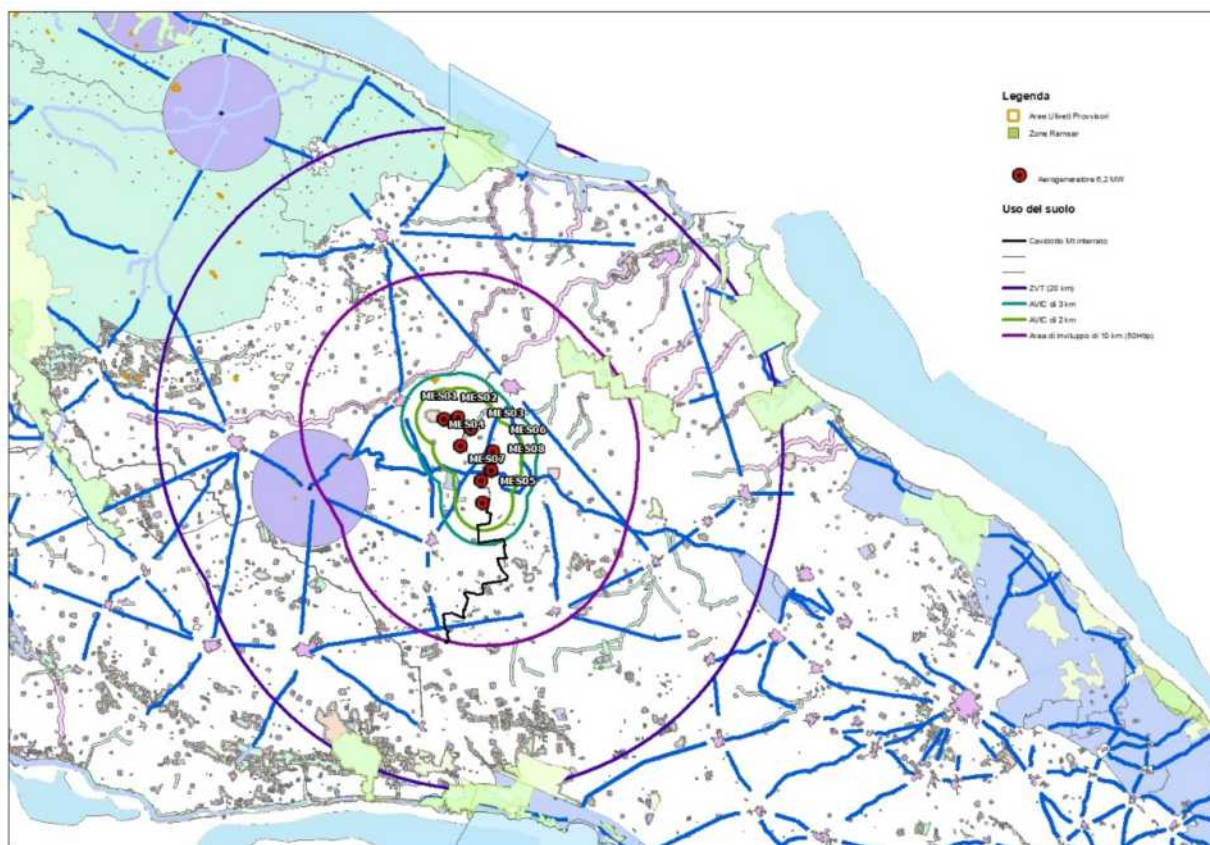 Legenda
Aree Uliveti Provvisori
Zone Ramsar
Aerogeneratore 6,2 MW
Uso del suolo
Cavidotto Mt interrato
ZVT (20 km)
AVIC di 3 km
AVIC di 2 km
Area di inviluppo di 10 km (50Htip)
MES01
MES02
MES03
MES04
MES06
MES08
MES07
MES05